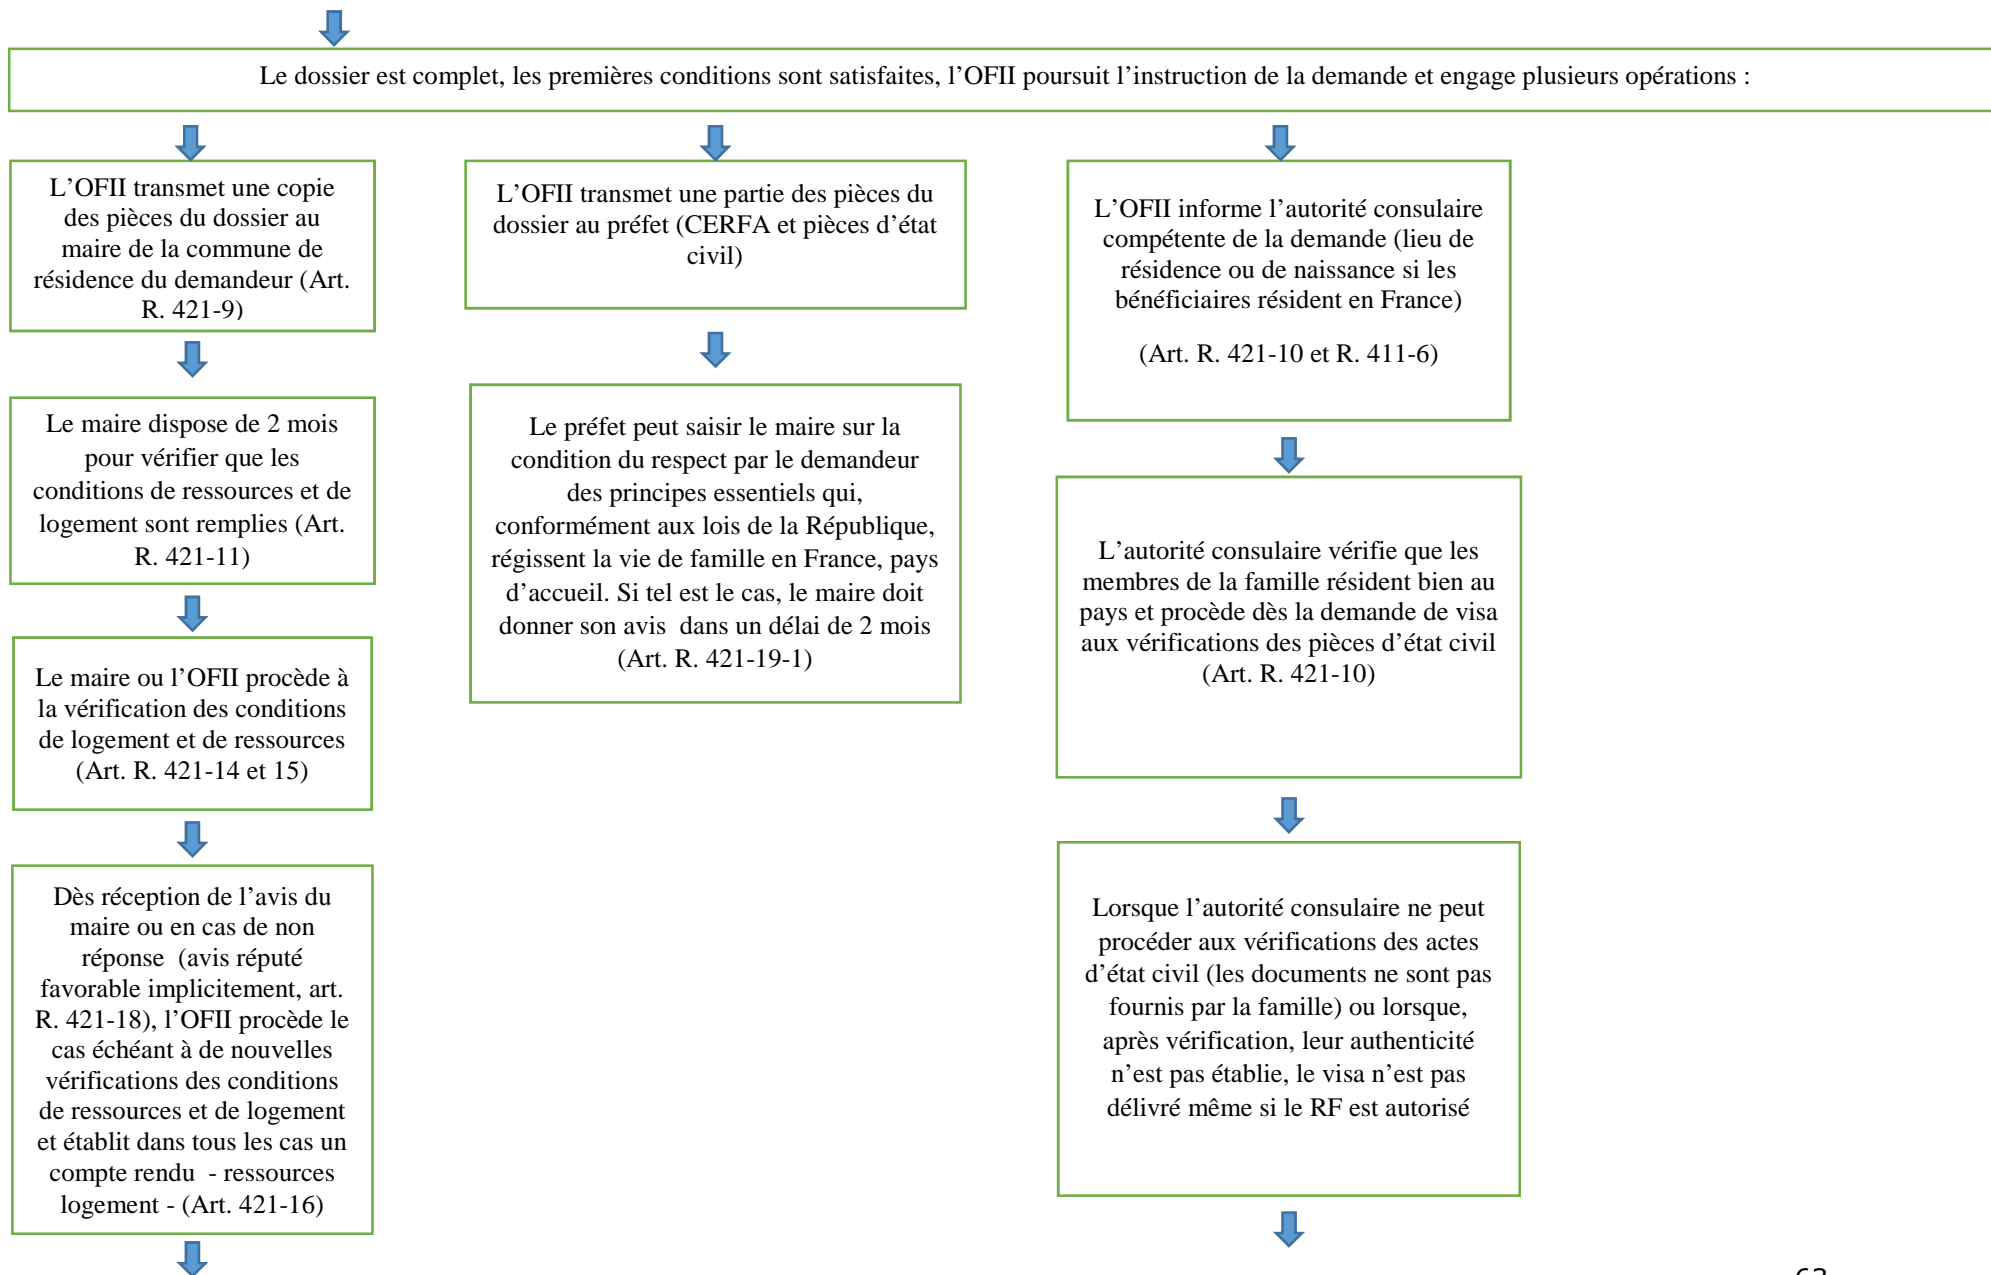 Le dossier est complet, les premières conditions sont satisfaites, l’OFII poursuit l’instruction de la demande et engage plusieurs opérations :
L’OFII transmet une copie
des pièces du dossier au
maire de la commune de
résidence du demandeur (Art.
R. 421-9)
Le maire dispose de 2 mois
pour vérifier que les
conditions de ressources et de
logement sont remplies (Art.
R. 421-11)
Le maire ou l’OFII procède à
la vérification des conditions
de logement et de ressources
(Art. R. 421-14 et 15)
Dès réception de l’avis du
maire ou en cas de non
réponse (avis réputé
favorable implicitement, art.
R. 421-18), l’OFII procède le
cas échéant à de nouvelles
vérifications des conditions
de ressources et de logement
et établit dans tous les cas un
compte rendu - ressources
logement - (Art. 421-16)
L’OFII transmet une partie des pièces du
dossier au préfet (CERFA et pièces d’état
civil)
Le préfet peut saisir le maire sur la
condition du respect par le demandeur
des principes essentiels qui,
conformément aux lois de la République,
régissent la vie de famille en France, pays
d’accueil. Si tel est le cas, le maire doit
donner son avis dans un délai de 2 mois
(Art. R. 421-19-1)
L’OFII informe l’autorité consulaire
compétente de la demande (lieu de
résidence ou de naissance si les
bénéficiaires résident en France)
(Art. R. 421-10 et R. 411-6)
L’autorité consulaire vérifie que les
membres de la famille résident bien au
pays et procède dès la demande de visa
aux vérifications des pièces d’état civil
(Art. R. 421-10)
Lorsque l’autorité consulaire ne peut
procéder aux vérifications des actes
d’état civil (les documents ne sont pas
fournis par la famille) ou lorsque,
après vérification, leur authenticité
n’est pas établie, le visa n’est pas
délivré même si le RF est autorisé